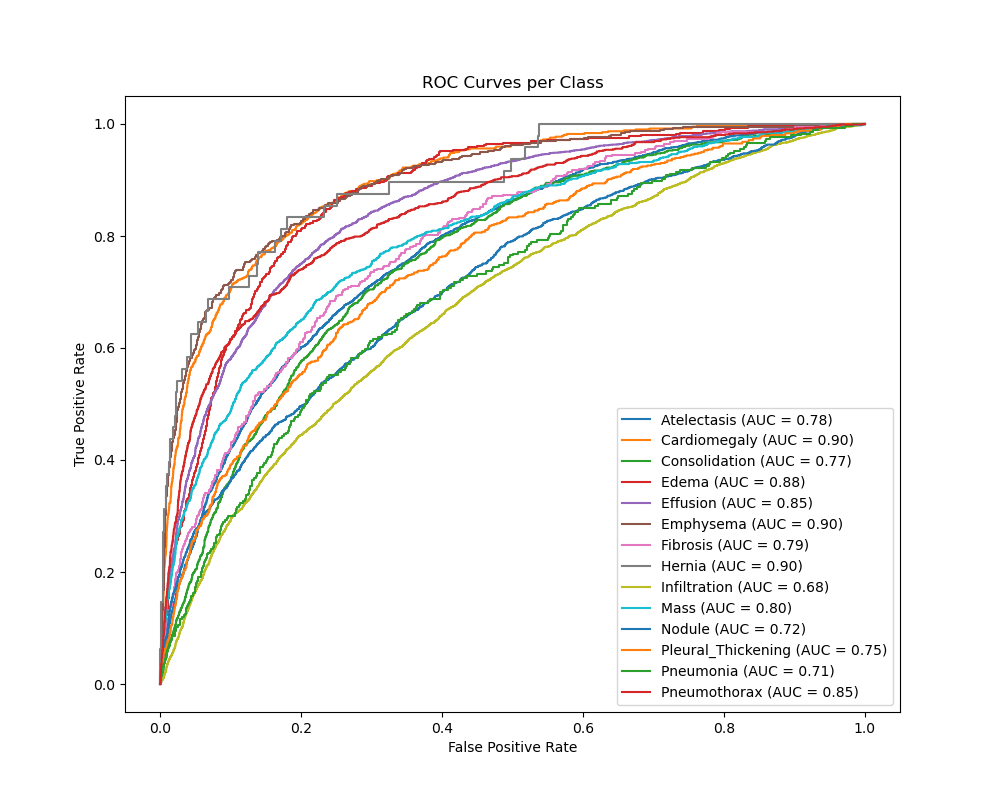 ROC Curves per Class
1.0
0.8
0.6
0.4
0.2
0.0
True Positive Rate
0.0 0.2 0.4 0.6 0.8 1.0
False Positive Rate
Atelectasis (AUC = 0.78)
Cardiomegaly (AUC = 0.90)
Consolidation (AUC = 0.77)
Edema (AUC = 0.88)
Effusion (AUC = 0.85)
Emphysema (AUC = 0.90)
Fibrosis (AUC = 0.79)
Hernia (AUC = 0.90)
Infiltration (AUC = 0.68)
Mass (AUC = 0.80)
Nodule (AUC = 0.72)
Pleural_Thickening (AUC = 0.75)
Pneumonia (AUC = 0.71)
Pneumothorax (AUC = 0.85)